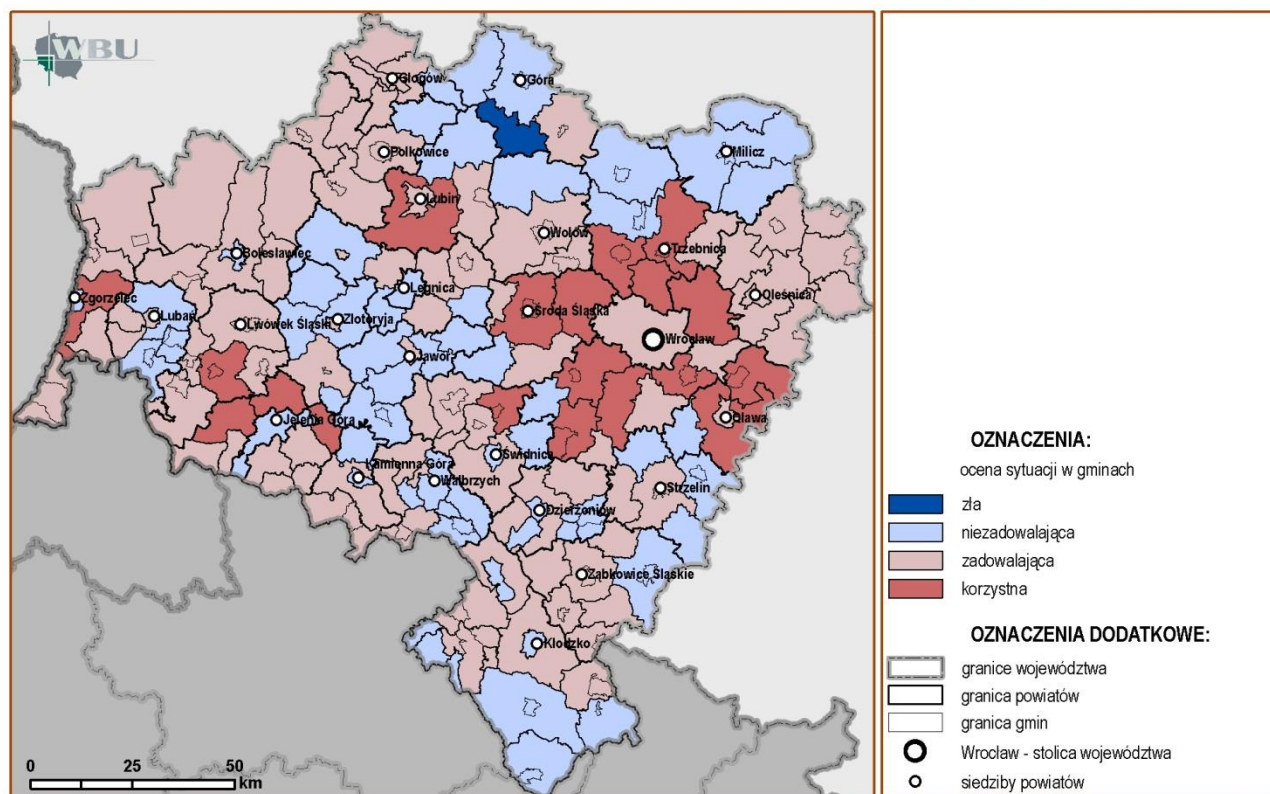 WBU
Głogów
Góra
Polkowice
Milicz
Lubin
Wołów
Trzebnica
Bolesławiec
Legnica
Zgorzelec
Oleśnica
Lubań
Środa Śląska
Lwówek Śląski
Złotoryja
Wrocław
Jawor
Jelenia Góra
Oława
Świdnica
Kamienna Góra
Wałbrzych
Strzelin
Dzierżoniów
Ząbkowice Śląskie
Kłodzko
0 25 50
km
OZNACZENIA:
ocena sytuacji w gminach
zła
niezadowalająca
zadowalająca
korzystna
OZNACZENIA DODATKOWE:
granice województwa
granica powiatów
granica gmin
Wrocław - stolica województwa
siedziby powiatów